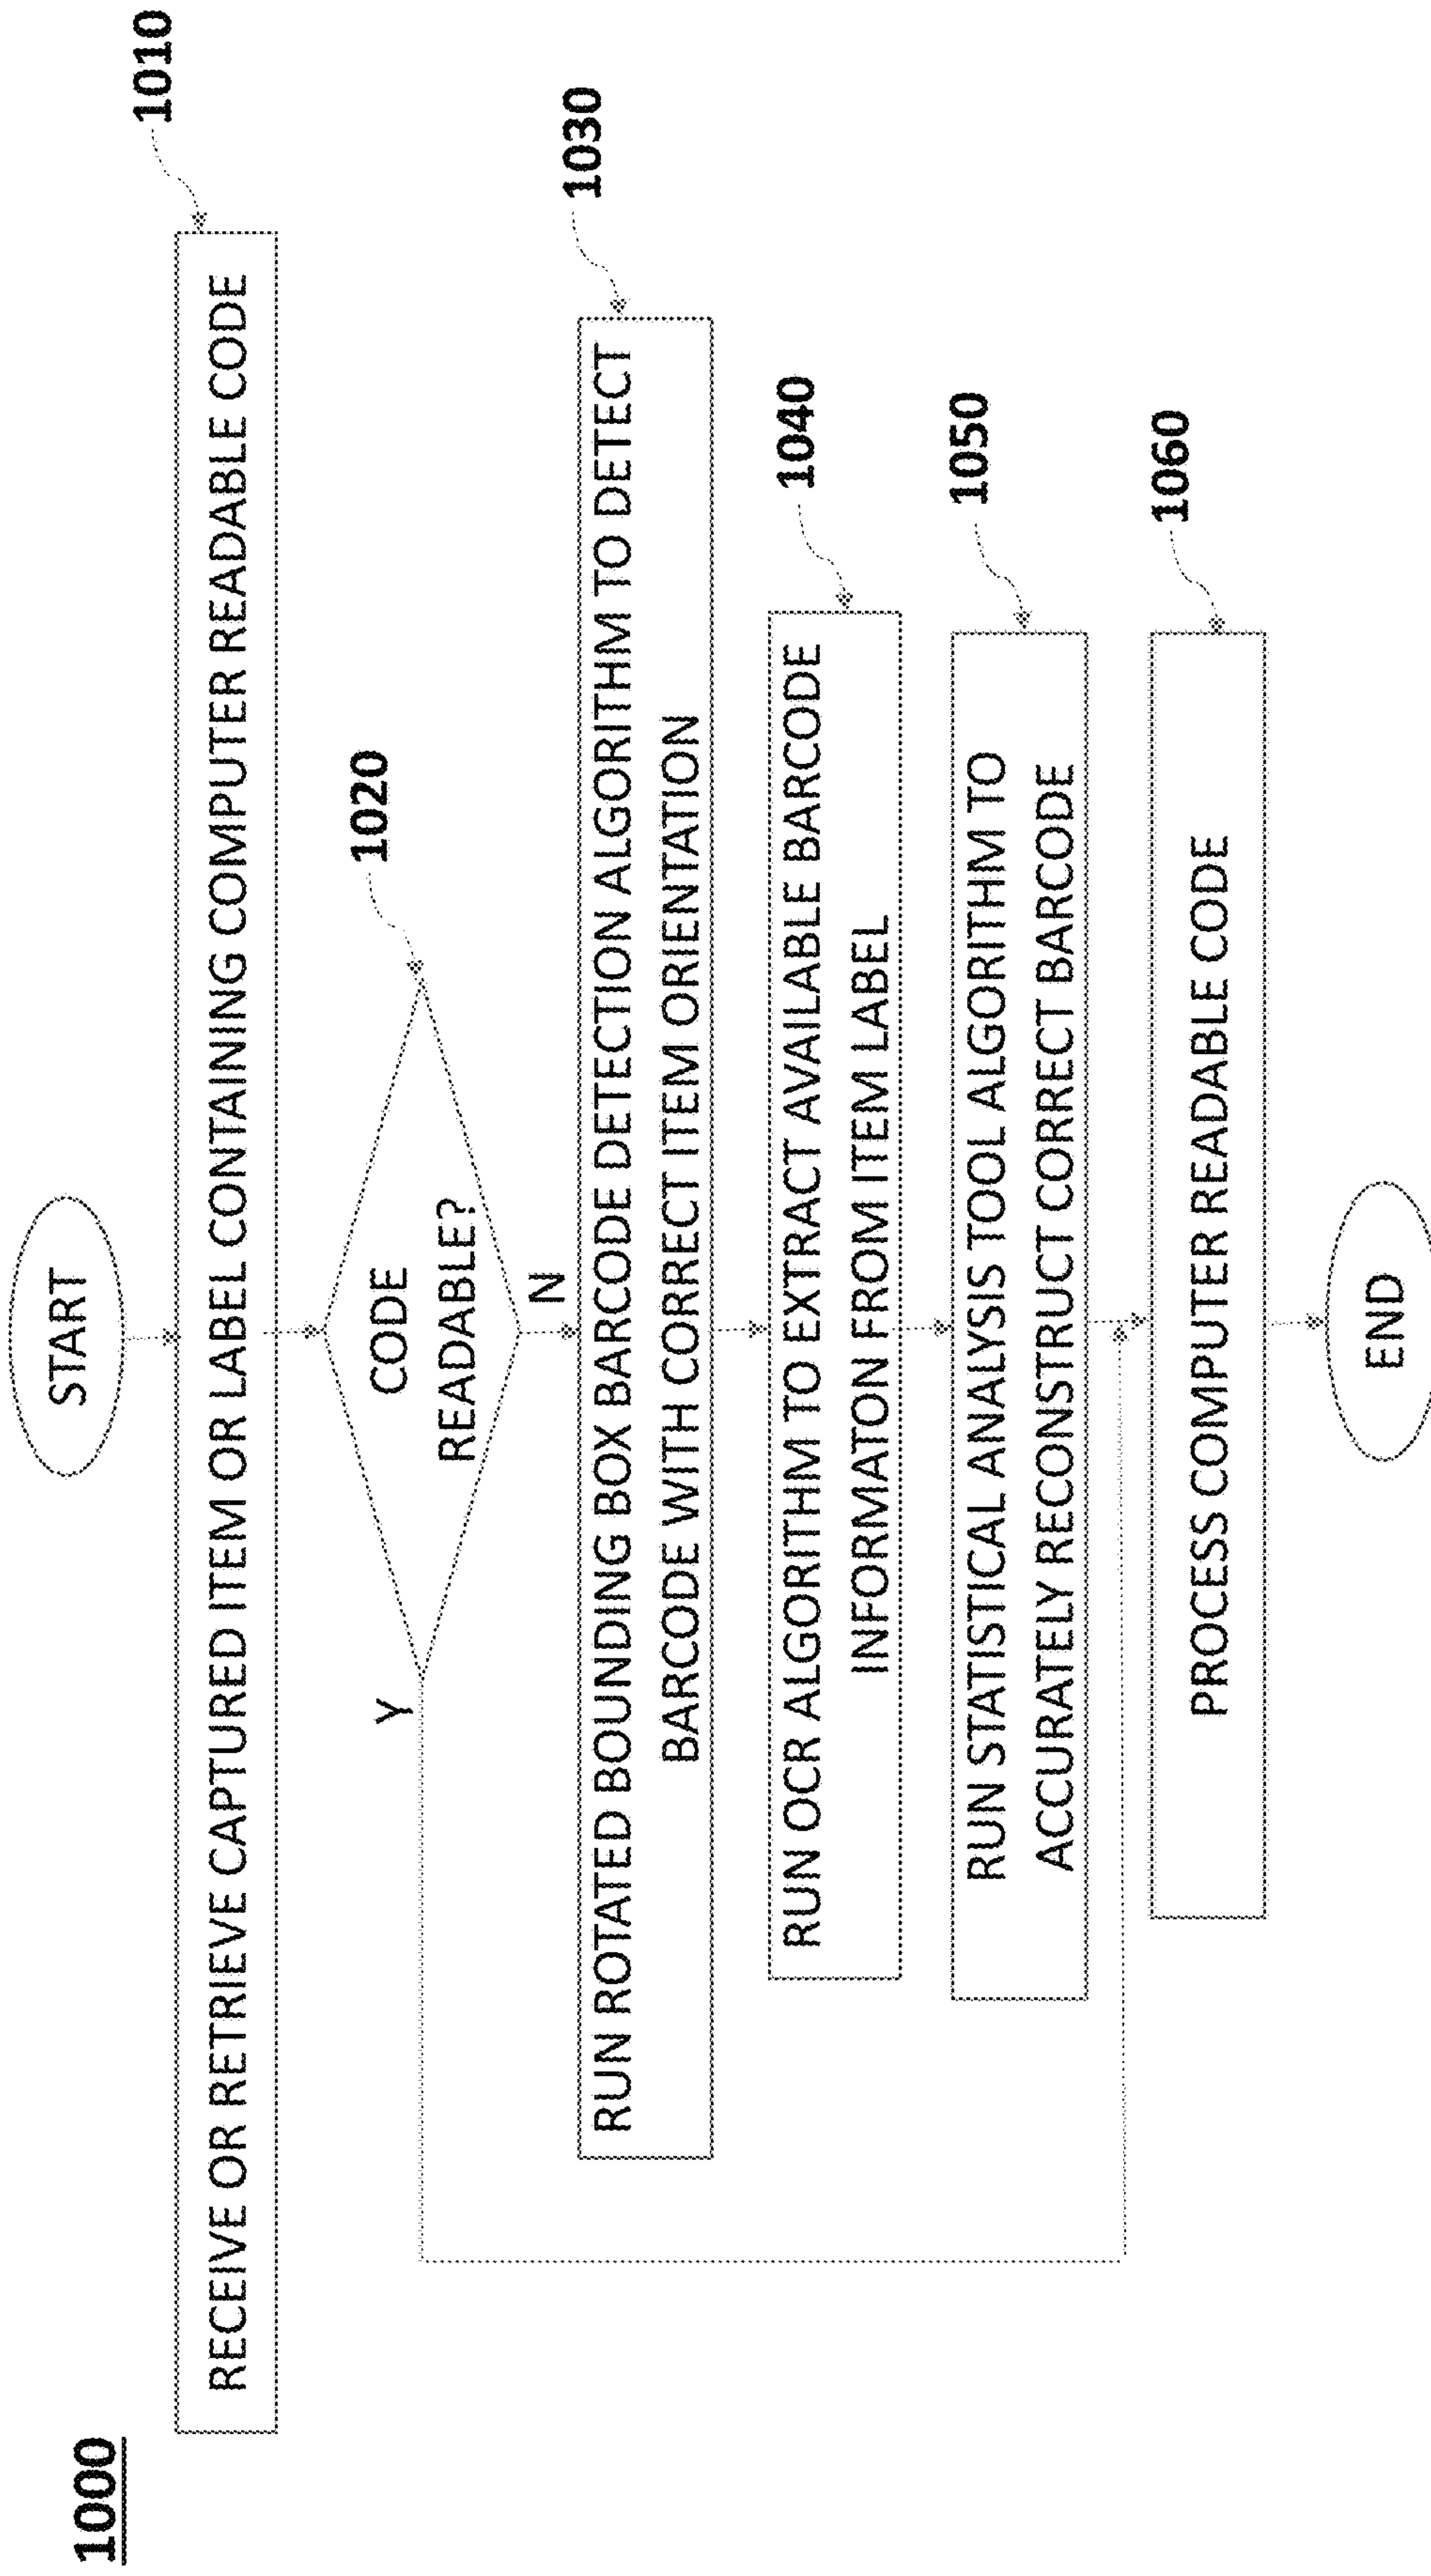 1000
START
1010
RECEIVE OR RETRIEVE CAPTURED ITEM OR LABEL CONTAINING COMPUTER READABLE CODE
1020
CODE
READABLE?
Y
N
1030
RUN ROTATED BOUNDING BOX BARCODE DETECTION ALGORITHM TO DETECT
BARCODE WITH CORRECT ITEM ORIENTATION
1040
RUN OCR ALGORITHM TO EXTRACT AVAILABLE BARCODE
INFORMATON FROM ITEM LABEL
1050
RUN STATISTICAL ANALYSIS TOOL ALGORITHM TO
ACCURATELY RECONSTRUCT CORRECT BARCODE
1060
PROCESS COMPUTER READABLE CODE
END